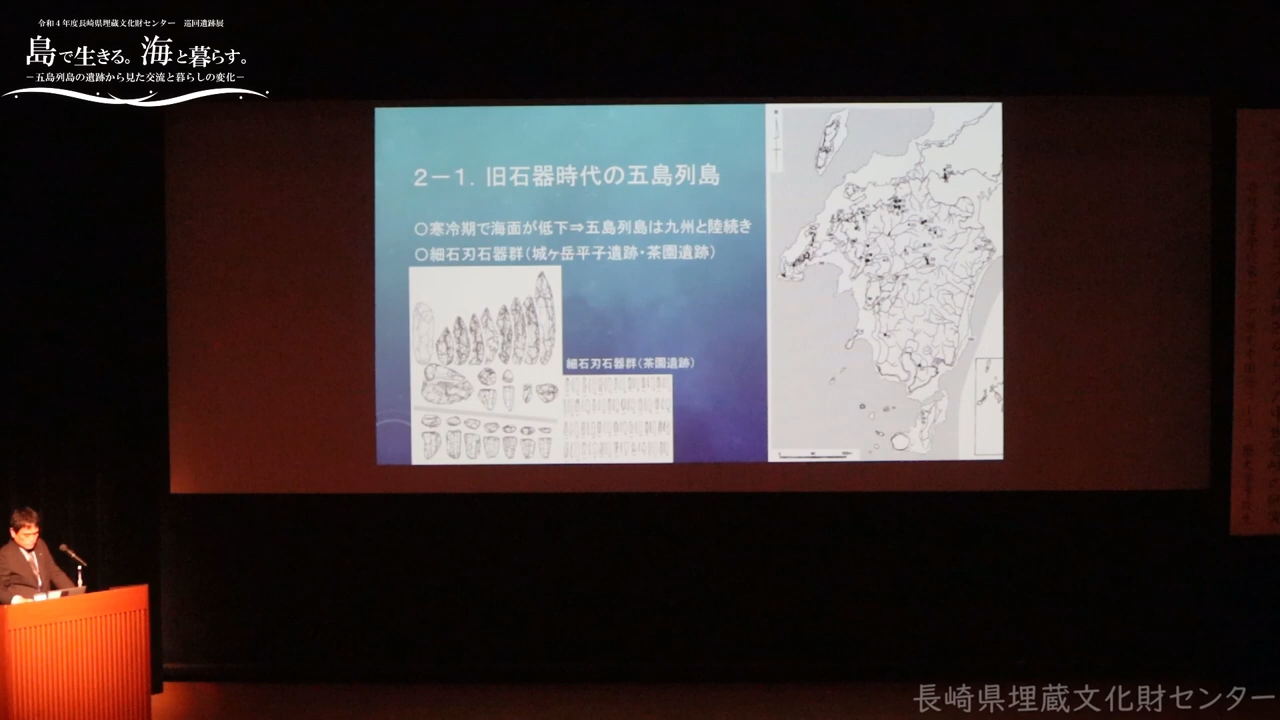 令和4年度長崎県埋蔵文化財センター 巡回遺跡展
島で生きる。海と暮らす。
－五島列島の遺跡から見た交流と暮らしの変化－
２－１．旧石器時代の五島列島
○寒冷期で海面が低下⇒五島列島は九州と陸続き
○細石刃石器群（城ヶ岳平子遺跡・茶園遺跡）
細石刃石器群（茶園遺跡）
長崎県埋蔵文化財センター